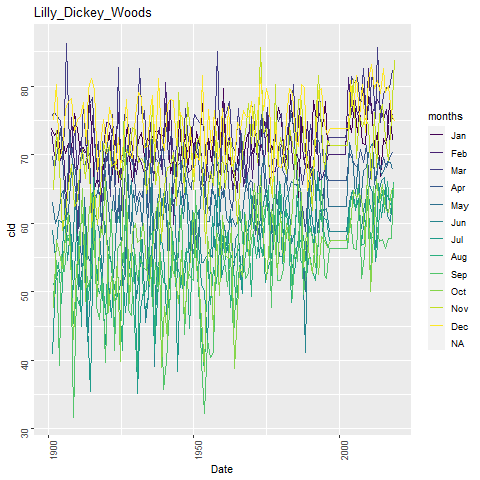 Lilly_Dickey_Woods
80
70
60
50
40
30
cld
1900
1950
2000
Date
months
Jan
Feb
Mar
Apr
May
Jun
Jul
Aug
Sep
Oct
Nov
Dec
NA